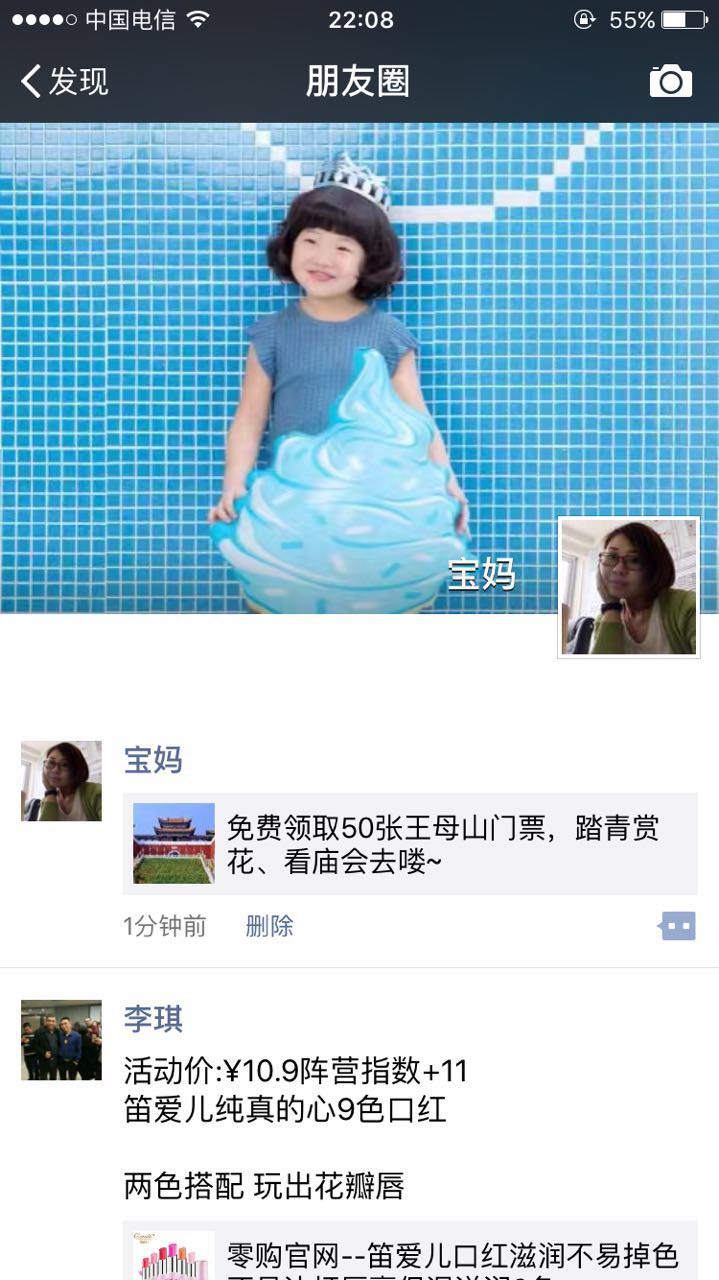 中国电信 22:08 55%
发现 朋友圈
宝妈
宝妈
免费领取50张王母山门票，踏青赏
花、看庙会去喽~
1分钟前 删除
李琪
活动价:¥10.9阵营指数+11
笛爱儿纯真的心9色口红
两色搭配 玩出花瓣唇
零购官网--笛爱儿口红滋润不易掉色